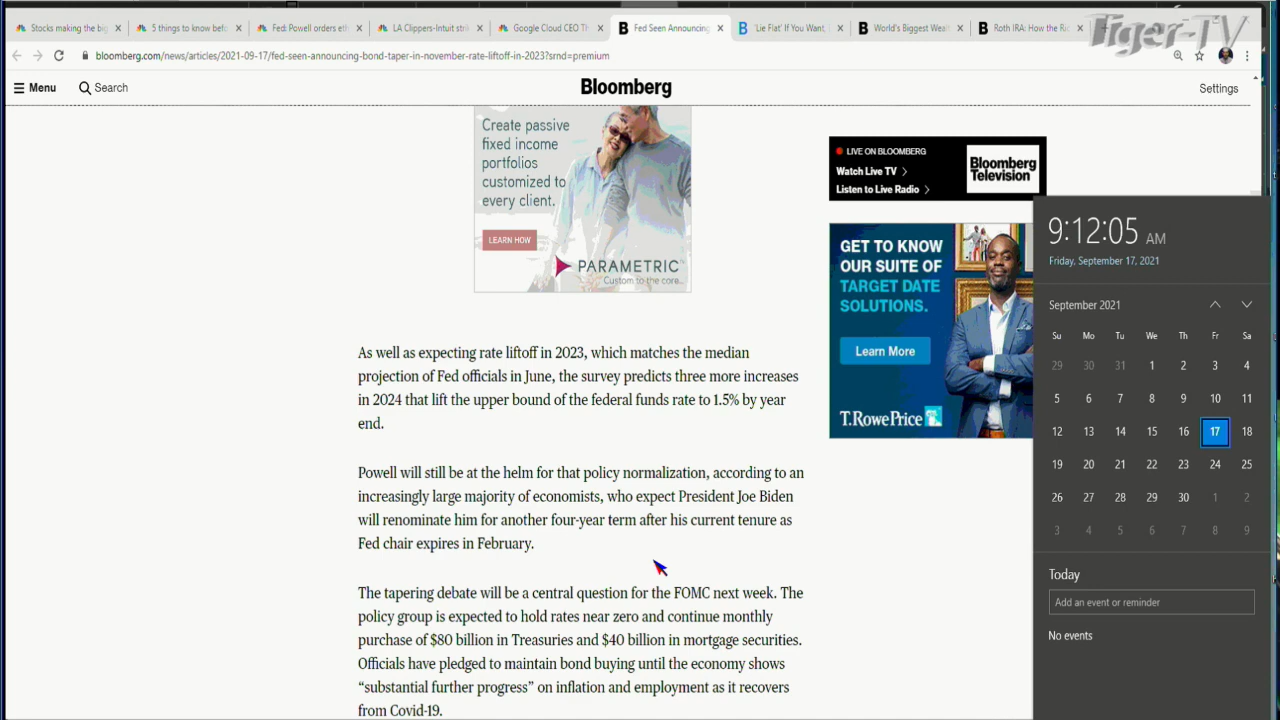 Stocks making the big
5 things to know befo
Fed: Powell orders eth
LA Clippers-Intuit stri
Google Cloud CEO Th
Fed Seen Announcing
'Lie Flat' If You Want
World's Biggest Weal
Roth IRA: How the Ric
Tiger-TV
bloomberg.com/news/articles/2021-09-17/fed-seen-announcing-bond-taper-in-november-rate-liftoff-in-2023?srnd=premium
Menu
Search
Bloomberg
Settings
Create passive
fixed income
portfolios
customized to
every client.
LEARN HOW
PARAMETRIC
Custom to the core.
LIVE ON BLOOMBERG
Watch Live TV
Listen to Live Radio
Bloomberg
Television
GET TO KNOW
OUR SUITE OF
TARGET DATE
SOLUTIONS.
Learn More
T.RowePrice
As well as expecting rate liftoff in 2023, which matches the median
projection of Fed officials in June, the survey predicts three more increases
in 2024 that lift the upper bound of the federal funds rate to 1.5% by year
end.
Powell will still be at the helm for that policy normalization, according to an
increasingly large majority of economists, who expect President Joe Biden
will renominate him for another four-year term after his current tenure as
Fed chair expires in February.
The tapering debate will be a central question for the FOMC next week. The
policy group is expected to hold rates near zero and continue monthly
purchase of $80 billion in Treasuries and $40 billion in mortgage securities.
Officials have pledged to maintain bond buying until the economy shows
“substantial further progress” on inflation and employment as it recovers
from Covid-19.
9:12:05 AM
Friday, September 17, 2021
September 2021
Su Mo Tu We Th Fr Sa
29 30 31 1 2 3 4
5 6 7 8 9 10 11
12 13 14 15 16 17 18
19 20 21 22 23 24 25
26 27 28 29 30 1 2
3 4 5 6 7 8 9
Today
Add an event or reminder
No events